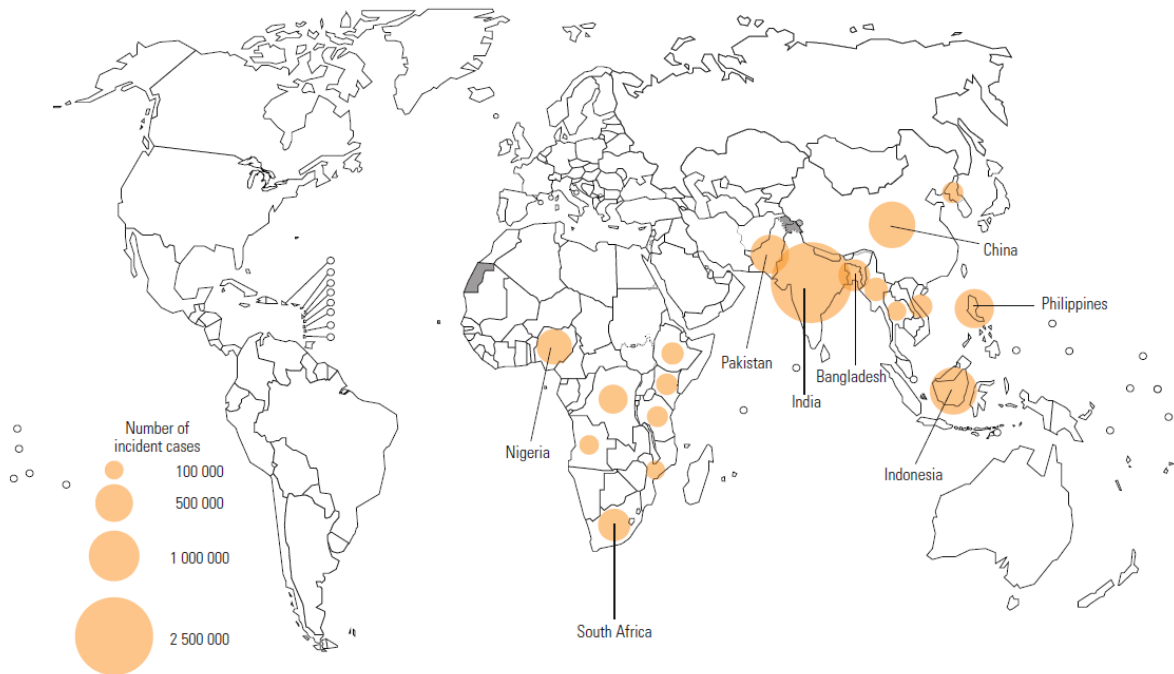 China
Philippines
Pakistan
Bangladesh
India
Nigeria
Indonesia
South Africa
Number of
incident cases
100 000
500 000
1 000 000
2 500 000